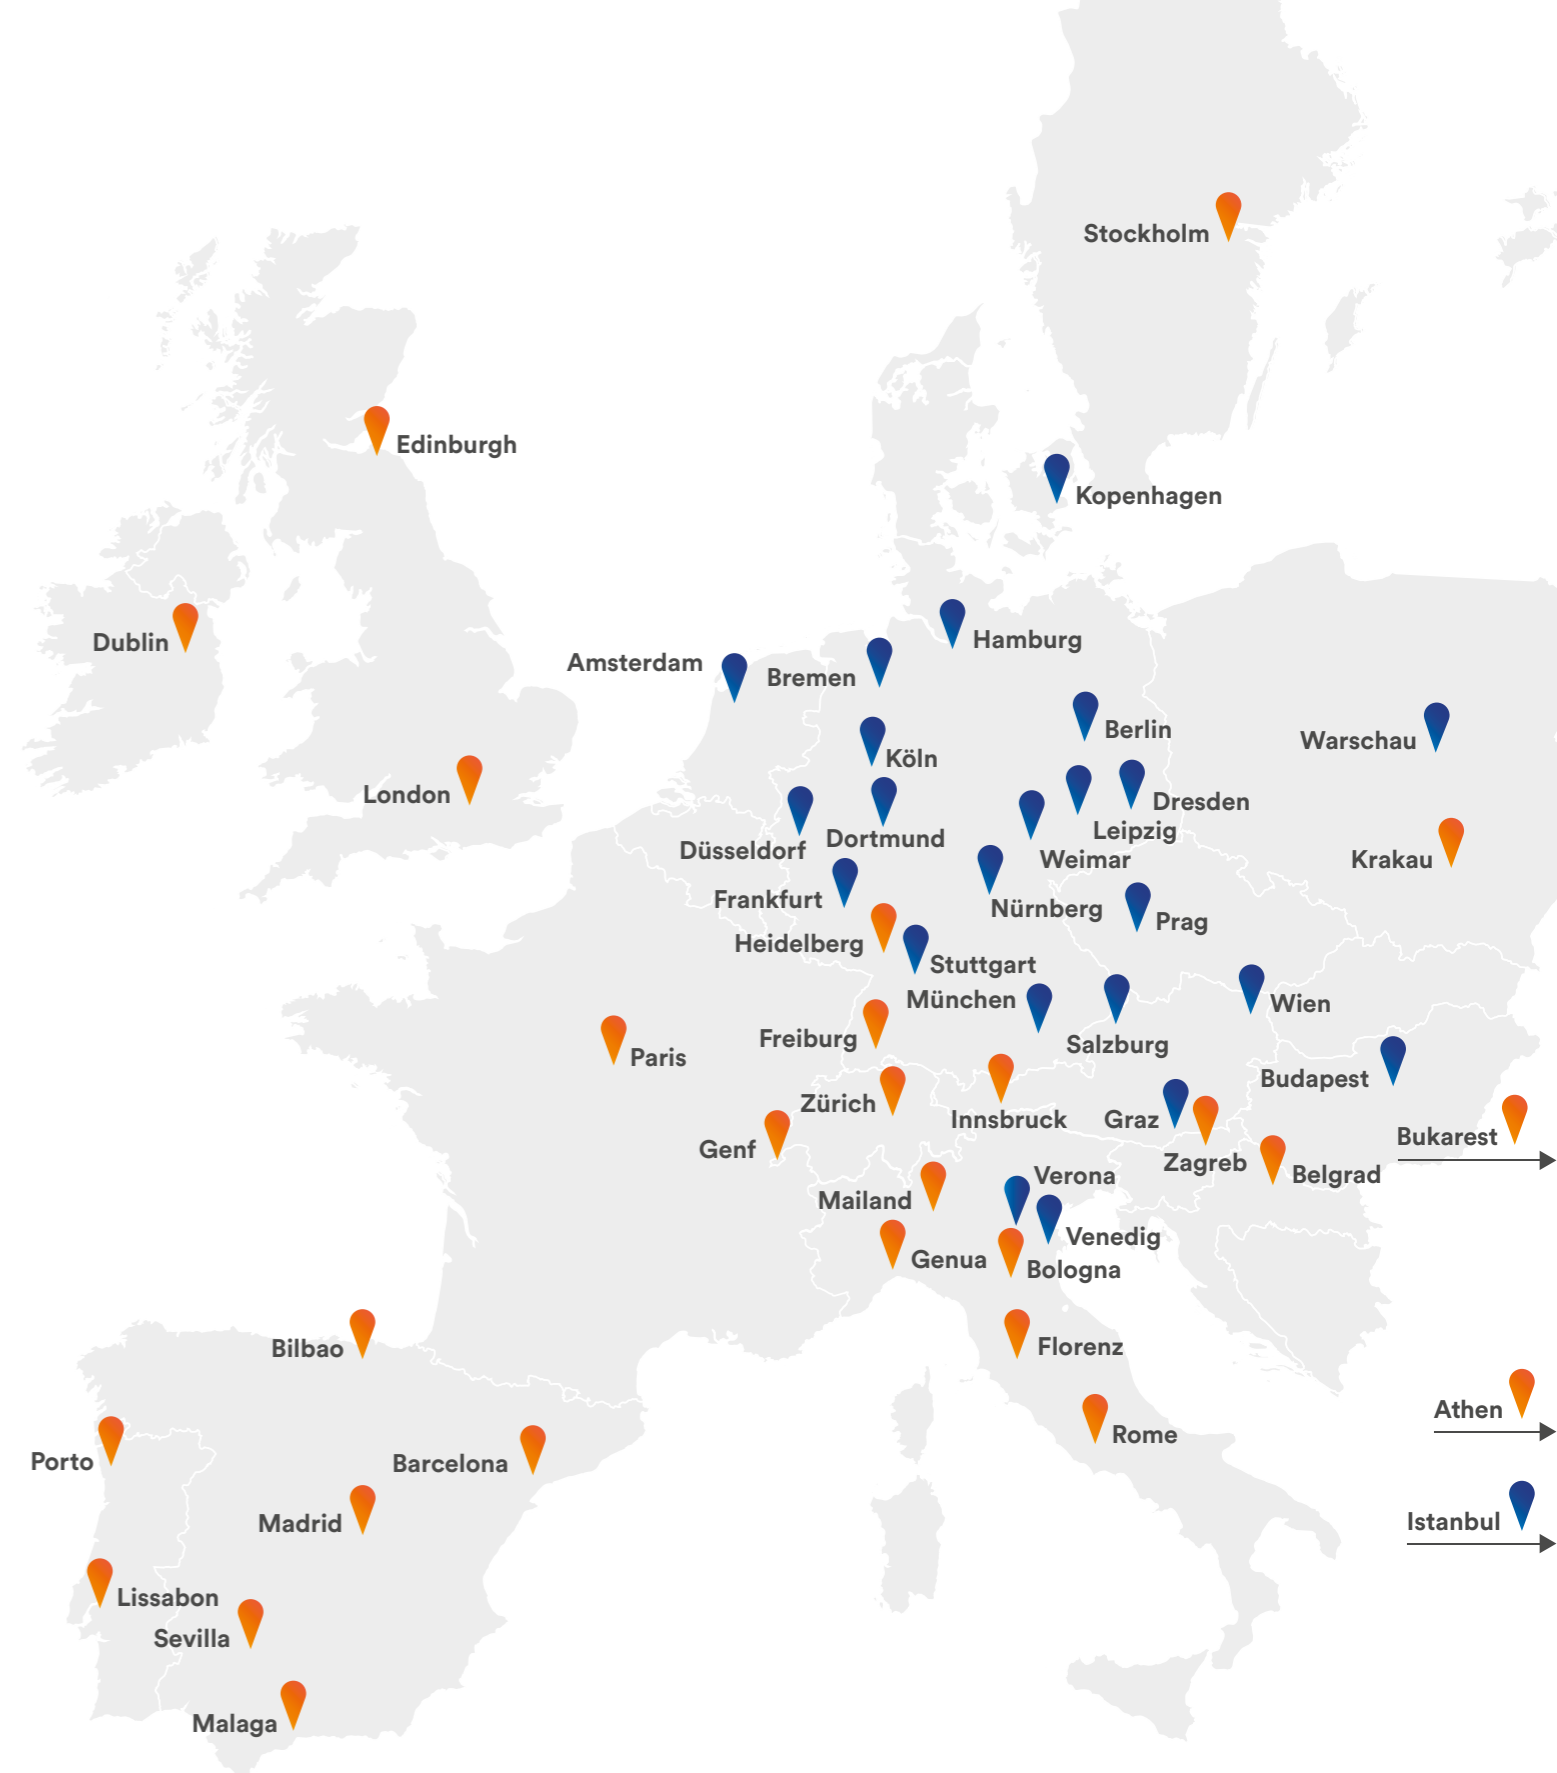 Stockholm
Edinburgh
Kopenhagen
Dublin
Hamburg
Amsterdam
Bremen
Berlin
Warschau
Köln
London
Dresden
Leipzig
Dortmund
Düsseldorf
Weimar
Krakau
Frankfurt
Nürnberg
Prag
Heidelberg
Stuttgart
München
Wien
Freiburg
Salzburg
Paris
Budapest
Zürich
Innsbruck
Graz
Bukarest
Genf
Zagreb
Belgrad
Verona
Mailand
Venedig
Genua
Bologna
Florenz
Bilbao
Athen
Rome
Porto
Barcelona
Madrid
Istanbul
Lissabon
Sevilla
Malaga